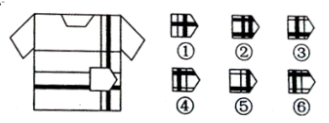 ① ② ③
④ ⑤ ⑥